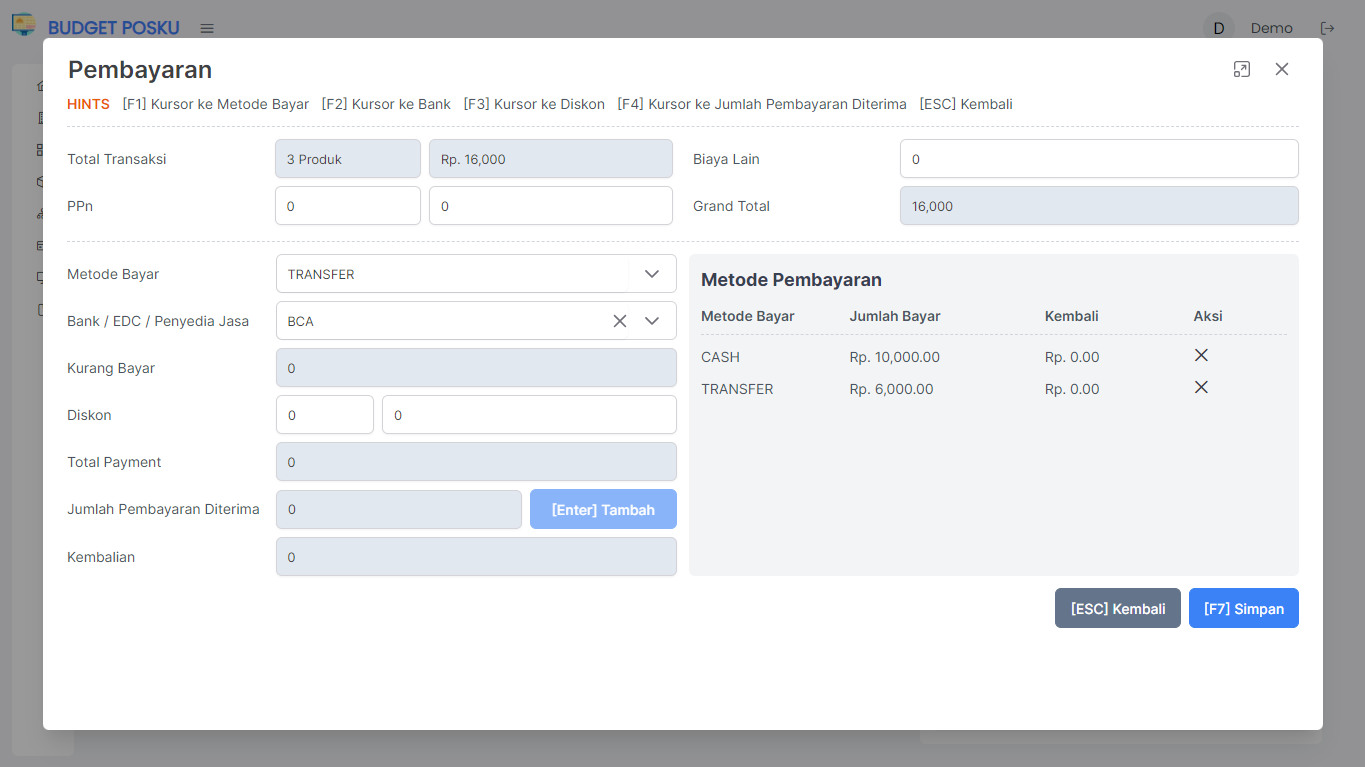 BUDGET POSKU
D Demo
Pembayaran
HINTS [F1] Kursor ke Metode Bayar [F2] Kursor ke Bank [F3] Kursor ke Diskon [F4] Kursor ke Jumlah Pembayaran Diterima [ESC] Kembali
Total Transaksi 3 Produk Rp. 16,000 Biaya Lain 0
PPn 0 0 Grand Total 16,000
Metode Bayar TRANSFER
Bank / EDC / Penyedia Jasa BCA
Kurang Bayar 0
Diskon 0 0
Total Payment 0
Jumlah Pembayaran Diterima 0 [Enter] Tambah
Kembalian 0
Metode Pembayaran
Metode Bayar Jumlah Bayar Kembali Aksi
CASH Rp. 10,000.00 Rp. 0.00
TRANSFER Rp. 6,000.00 Rp. 0.00
[ESC] Kembali [F7] Simpan